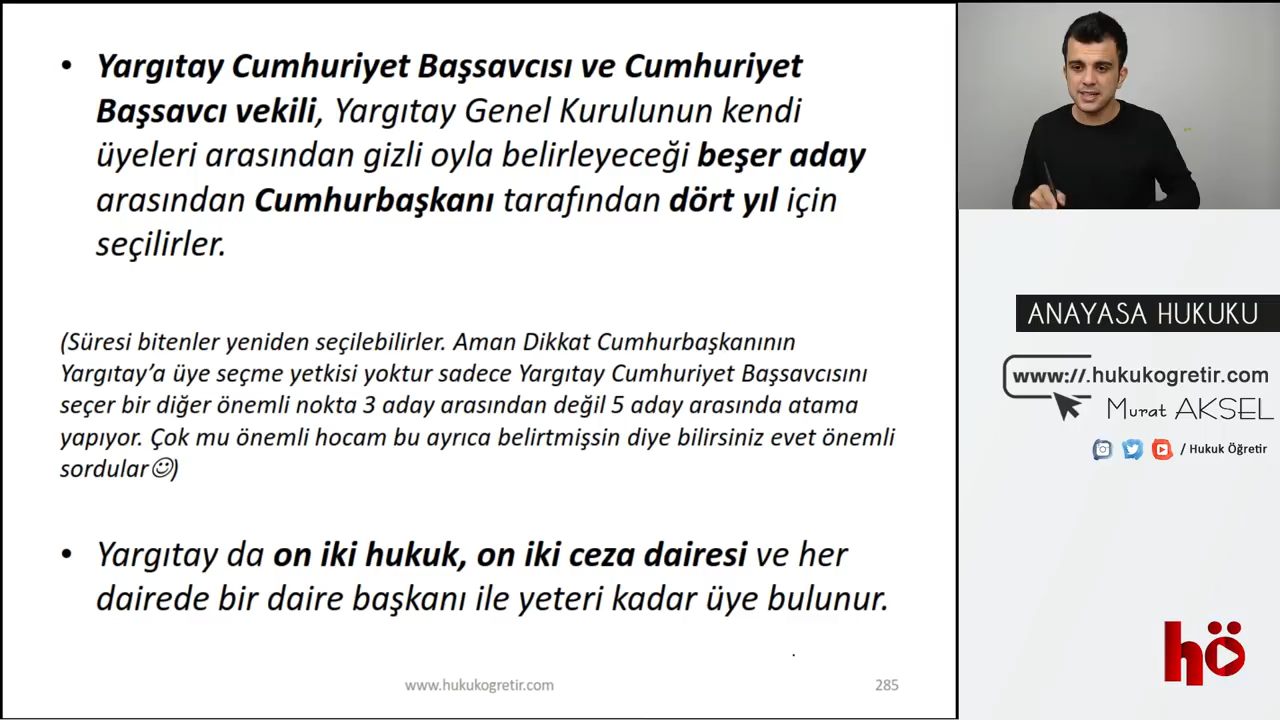 • Yargıtay Cumhuriyet Başsavcısı ve Cumhuriyet
Başsavcı vekili, Yargıtay Genel Kurulunun kendi
üyeleri arasından gizli oyla belirleyeceği beşer aday
arasından Cumhurbaşkanı tarafından dört yıl için
seçilirler.
(Süresi bitenler yeniden seçilebilirler. Aman Dikkat Cumhurbaşkanının
Yargıtay’a üye seçme yetkisi yoktur sadece Yargıtay Cumhuriyet Başsavcısını
seçer bir diğer önemli nokta 3 aday arasından değil 5 aday arasında atama
yapıyor. Çok mu önemli hocam bu ayrıca belirtmişsin diye bilirsiniz evet önemli
sordular☺)
• Yargıtay da on iki hukuk, on iki ceza dairesi ve her
dairede bir daire başkanı ile yeteri kadar üye bulunur.
www.hukukogretir.com
285
ANAYASA HUKUKU
www://.hukukogretir.com
Murat AKSEL
/ Hukuk Öğretir
hö